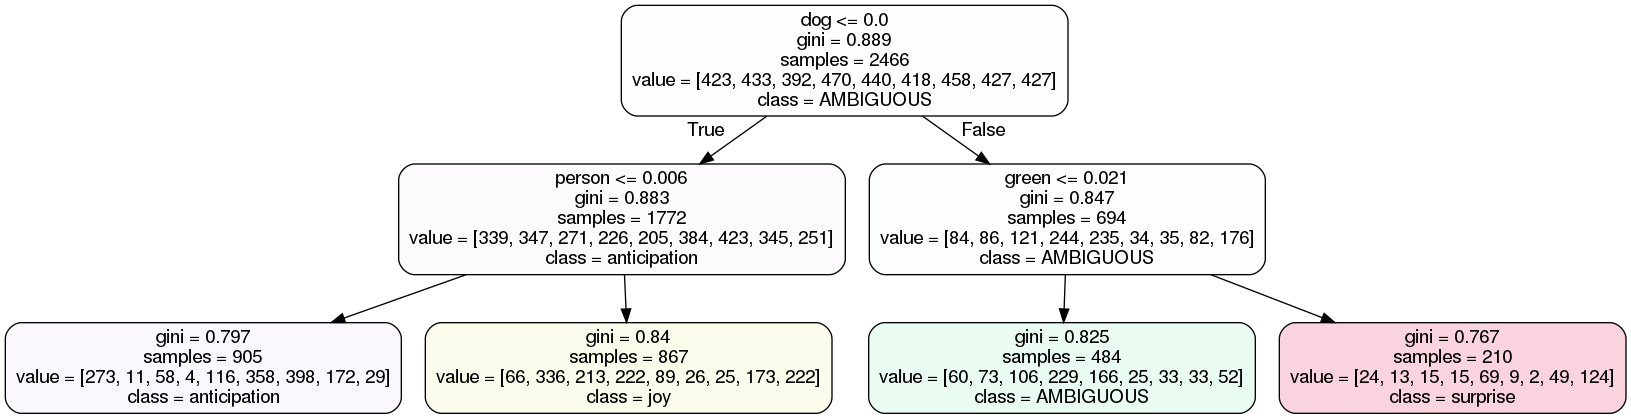 dog <= 0.0
gini = 0.889
samples = 2466
value = [423, 433, 392, 470, 440, 418, 458, 427, 427]
class = AMBIGUOUS
True
False
person <= 0.006
gini = 0.883
samples = 1772
value = [339, 347, 271, 226, 205, 384, 423, 345, 251]
class = anticipation
green <= 0.021
gini = 0.847
samples = 694
value = [84, 86, 121, 244, 235, 34, 35, 82, 176]
class = AMBIGUOUS
gini = 0.797
samples = 905
value = [273, 11, 58, 4, 116, 358, 398, 172, 29]
class = anticipation
gini = 0.84
samples = 867
value = [66, 336, 213, 222, 89, 26, 25, 173, 222]
class = joy
gini = 0.825
samples = 484
value = [60, 73, 106, 229, 166, 25, 33, 33, 52]
class = AMBIGUOUS
gini = 0.767
samples = 210
value = [24, 13, 15, 15, 69, 9, 2, 49, 124]
class = surprise